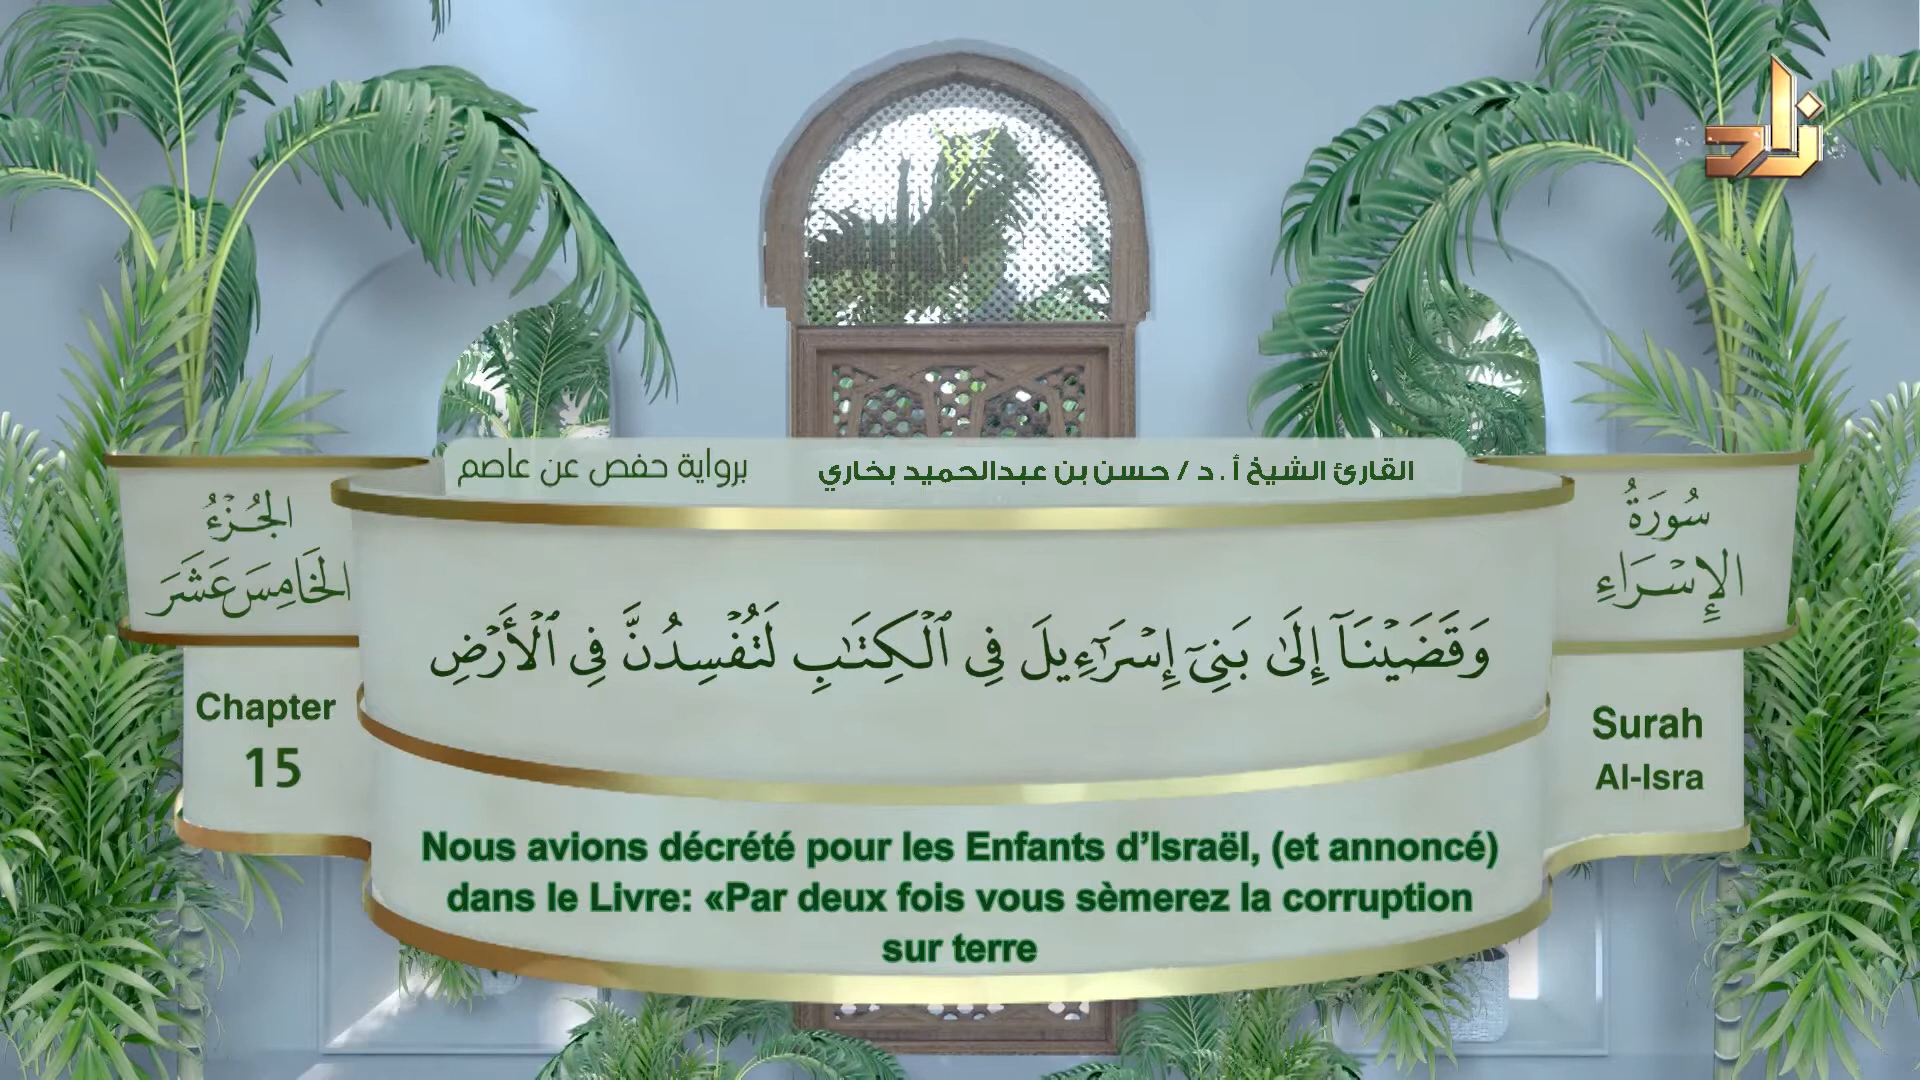 زاد
القارئ الشيخ أ . د / حسن بن عبدالحميد بخاري
برواية حفص عن عاصم
سُورَةُ
الإِسْرَاءِ
الجُزْءُ
الخَامِسَ عَشَرَ
وَقَضَيْنَآ إِلَىٰ بَنِىٓ إِسْرَٰٓءِيلَ فِى ٱلْكِتَٰبِ لَتُفْسِدُنَّ فِى ٱلْأَرْضِ
Chapter
15
Surah
Al-Isra
Nous avions décrété pour les Enfants d’Israël, (et annoncé)
dans le Livre: «Par deux fois vous sèmerez la corruption
sur terre